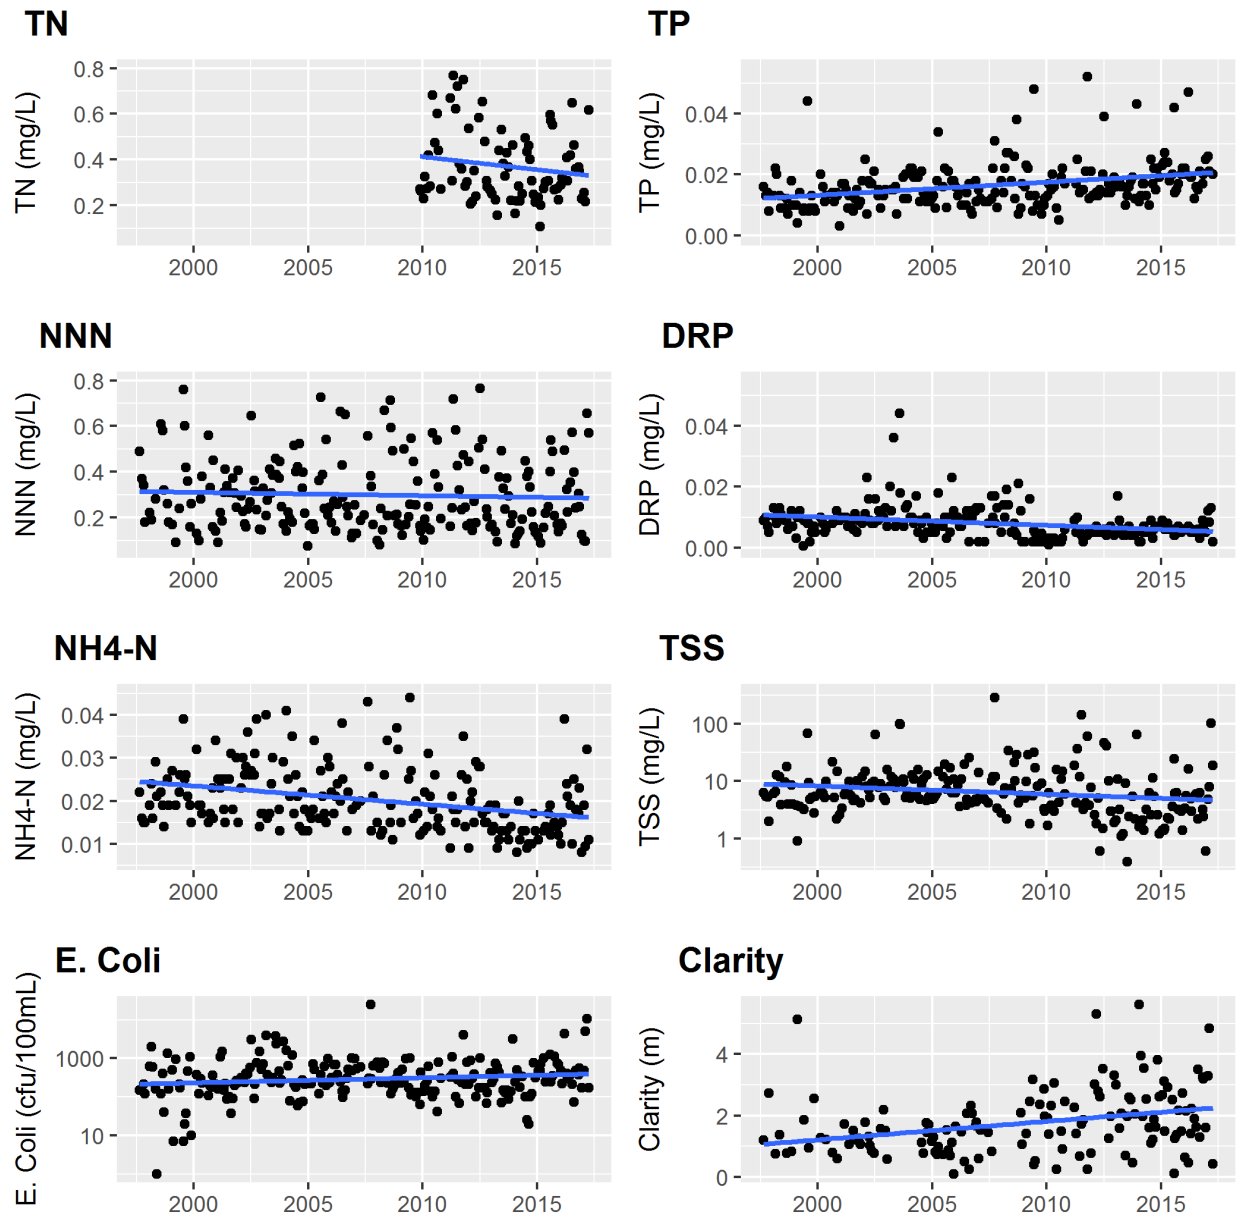 TN
TN (mg/L)
0.8
0.6
0.4
0.2
2000 2005 2010 2015
TP
TP (mg/L)
0.04
0.02
0.00
2000 2005 2010 2015
NNN
NNN (mg/L)
0.8
0.6
0.4
0.2
2000 2005 2010 2015
DRP
DRP (mg/L)
0.04
0.02
0.00
2000 2005 2010 2015
NH4-N
NH4-N (mg/L)
0.04
0.03
0.02
0.01
2000 2005 2010 2015
TSS
TSS (mg/L)
100
10
1
2000 2005 2010 2015
E. Coli
E. Coli (cfu/100mL)
1000
10
2000 2005 2010 2015
Clarity
Clarity (m)
4
2
0
2000 2005 2010 2015